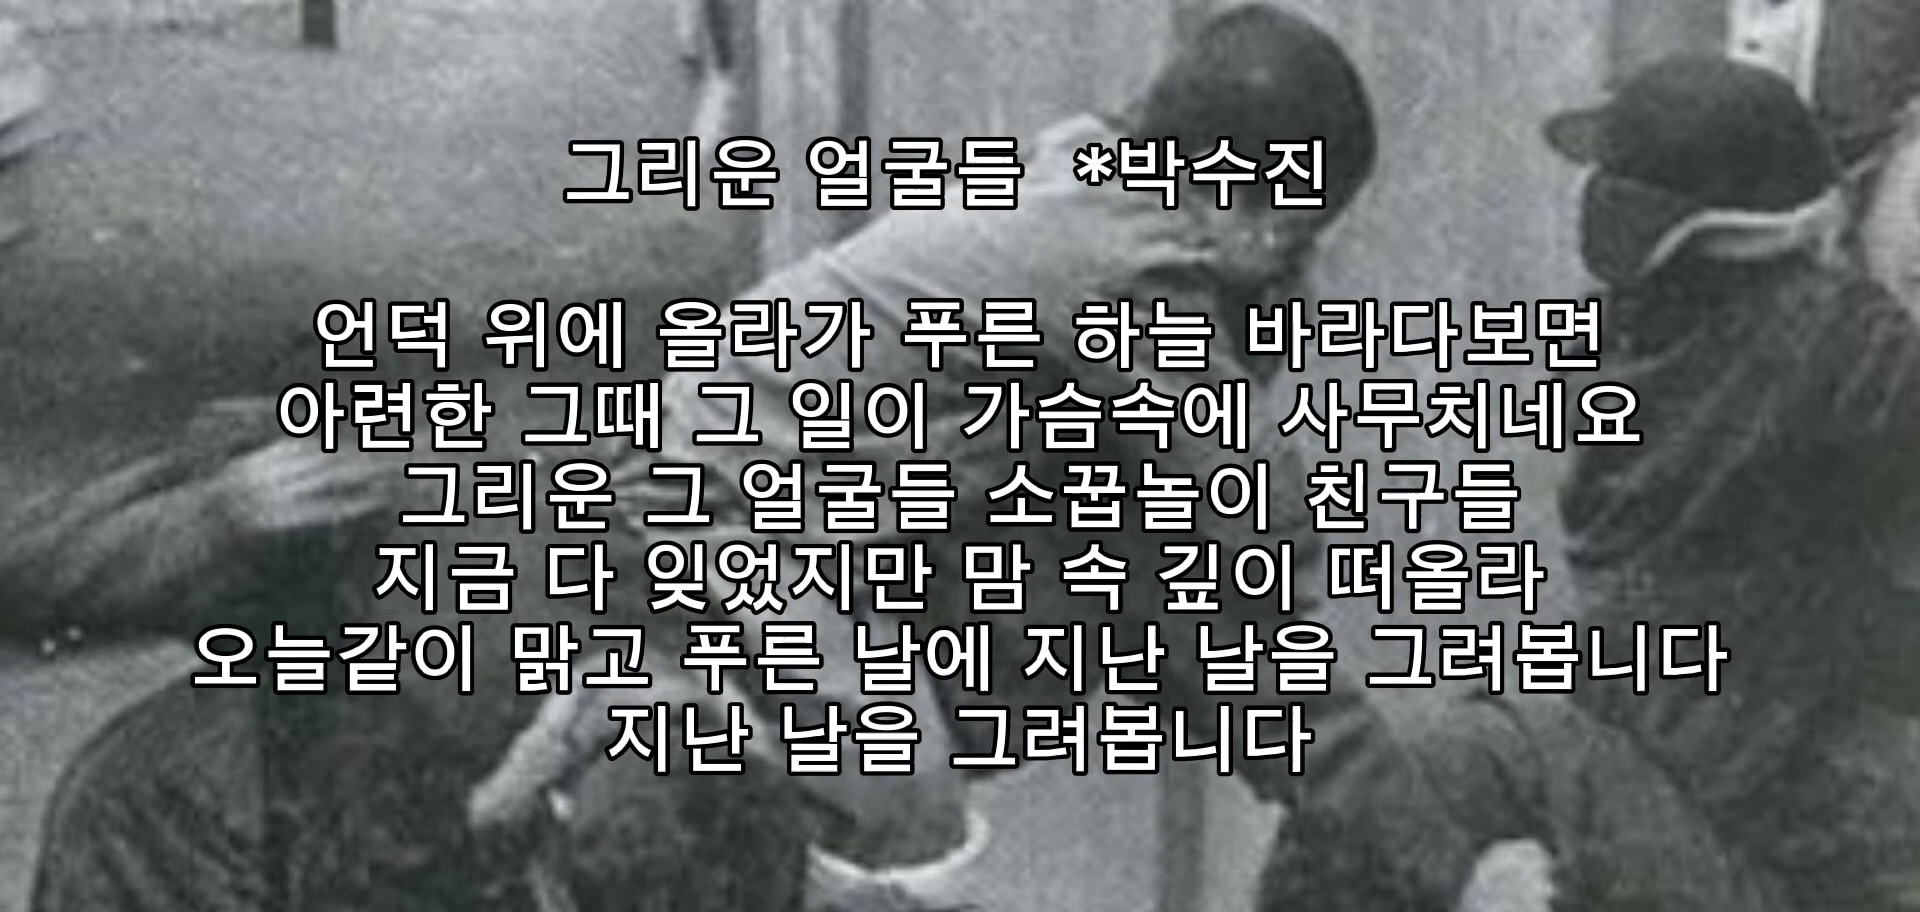 그리운 얼굴들 *박수진
언덕 위에 올라가 푸른 하늘 바라다보면
아련한 그때 그 일이 가슴속에 사무치네요
그리운 그 얼굴들 소꿉놀이 친구들
지금 다 잊었지만 맘 속 깊이 떠올라
오늘같이 맑고 푸른 날에 지난 날을 그려봅니다
지난 날을 그려봅니다